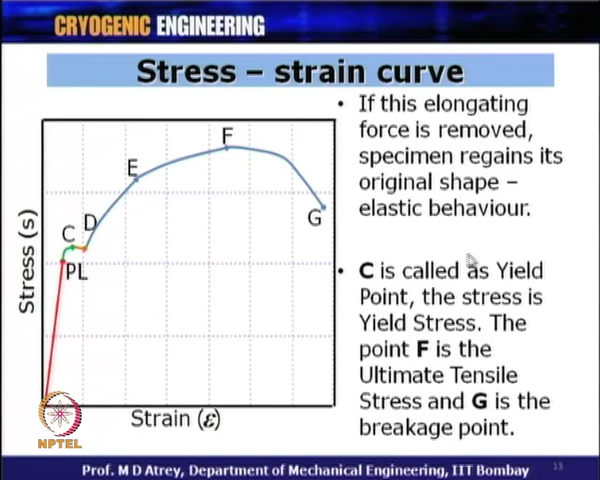 CRYOGENIC ENGINEERING
Stress – strain curve
• If this elongating
force is removed,
specimen regains its
original shape –
elastic behaviour.
• C is called as Yield
Point, the stress is
Yield Stress. The
point F is the
Ultimate Tensile
Stress and G is the
breakage point.
Stress (s)
C
PL
D
E
F
G
Strain (ε)
NPTEL
Prof. M D Atrey, Department of Mechanical Engineering, IIT Bombay
13